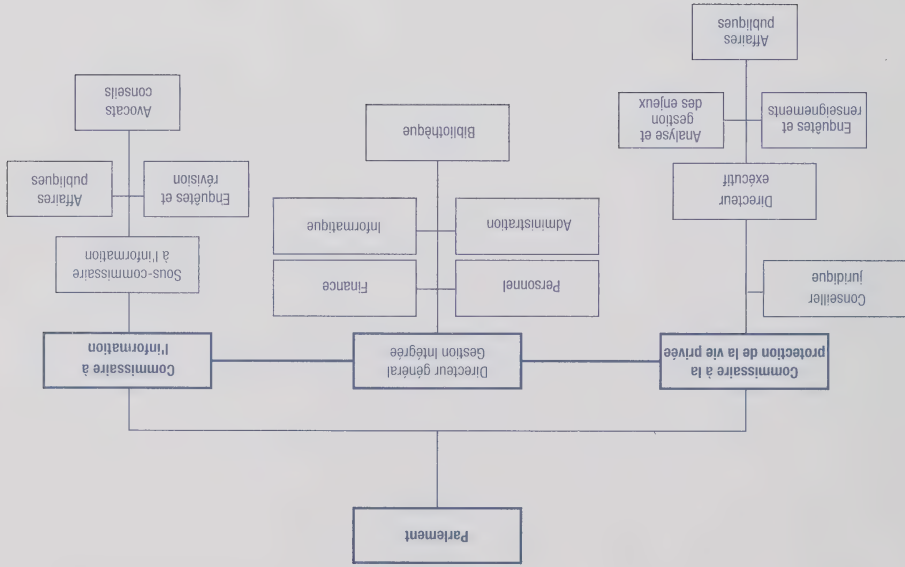 Parlement
Commissaire à la
protection de la vie privée
Directeur général
Gestion Intégrée
Commissaire à
l'information
Conseiller
juridique
Personnel
Finance
Sous-commissaire
à l'information
Directeur
exécutif
Administration
Informatique
Enquêtes et
révision
Affaires
publiques
Enquêtes et
renseignements
Analyse et
gestion
des enjeux
Bibliothèque
Avocats
conseils
Affaires
publiques